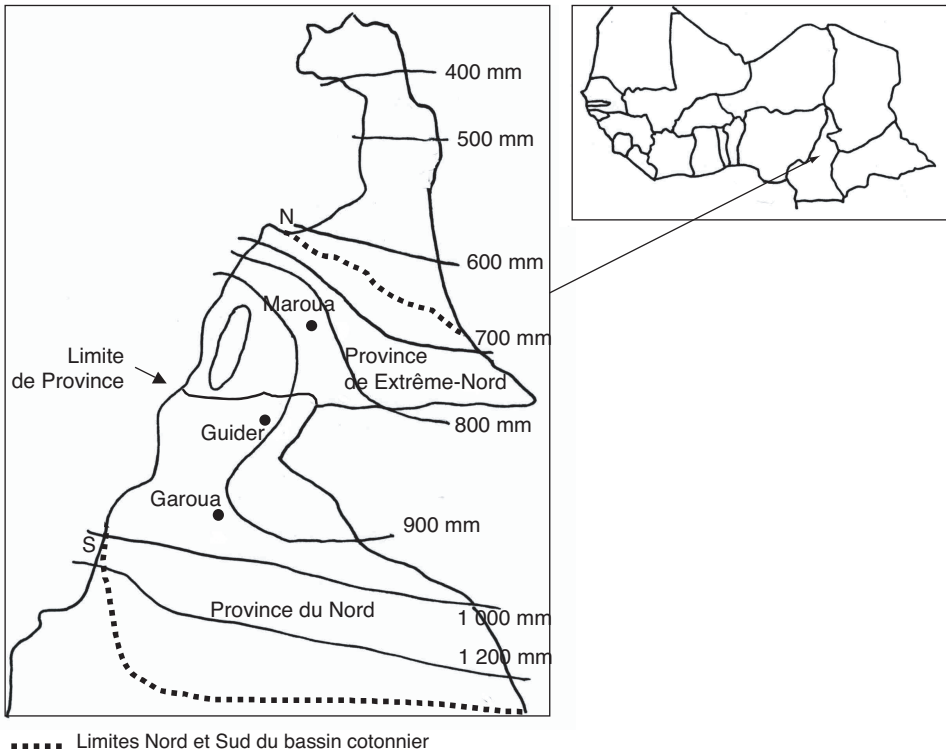 400 mm
500 mm
N
600 mm
Maroua
700 mm
Limite
de Province
Province
de Extrême-Nord
800 mm
Guider
Garoua
900 mm
S
Province du Nord
1 000 mm
1 200 mm
Limites Nord et Sud du bassin cotonnier